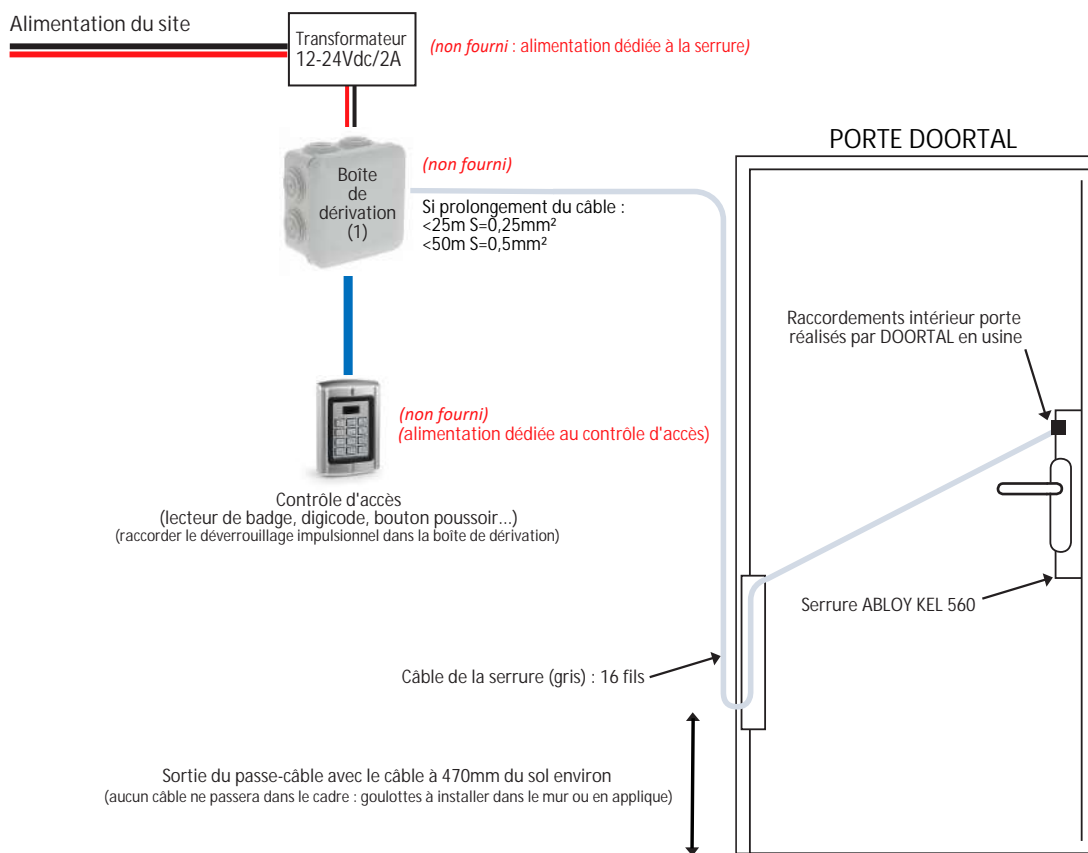 Alimentation du site
Transformateur
12-24Vdc/2A
(non fourni : alimentation dédiée à la serrure)
PORTE DOORTAL
Boîte
de
dérivation
(1)
(non fourni)
Si prolongement du câble :
<25m S=0,25mm²
<50m S=0,5mm²
Raccordements intérieur porte
réalisés par DOORTAL en usine
(non fourni)
(alimentation dédiée au contrôle d'accès)
Contrôle d'accès
(lecteur de badge, digicode, bouton poussoir...)
(raccorder le déverrouillage impulsionnel dans la boîte de dérivation)
Serrure ABLOY KEL 560
Câble de la serrure (gris) : 16 fils
Sortie du passe-câble avec le câble à 470mm du sol environ
(aucun câble ne passera dans le cadre : goulottes à installer dans le mur ou en applique)